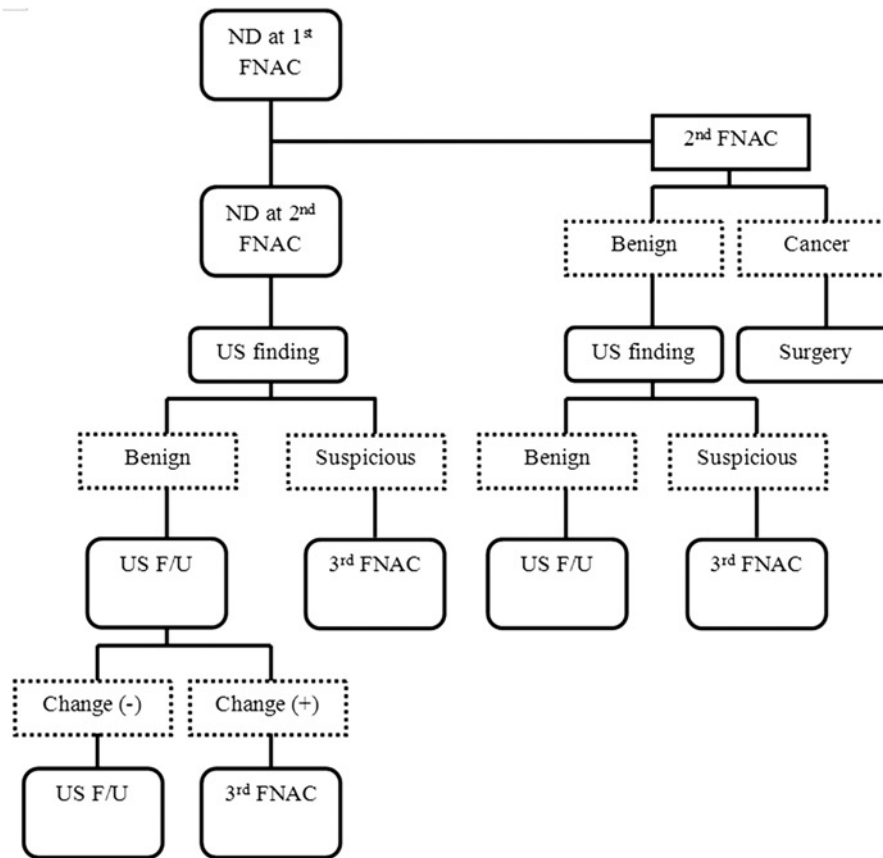 ND at 1st
FNAC
2nd FNAC
ND at 2nd
FNAC
Benign
Cancer
US finding
US finding
Surgery
Benign
Suspicious
Benign
Suspicious
US F/U
3rd FNAC
US F/U
3rd FNAC
Change (-)
Change (+)
US F/U
3rd FNAC